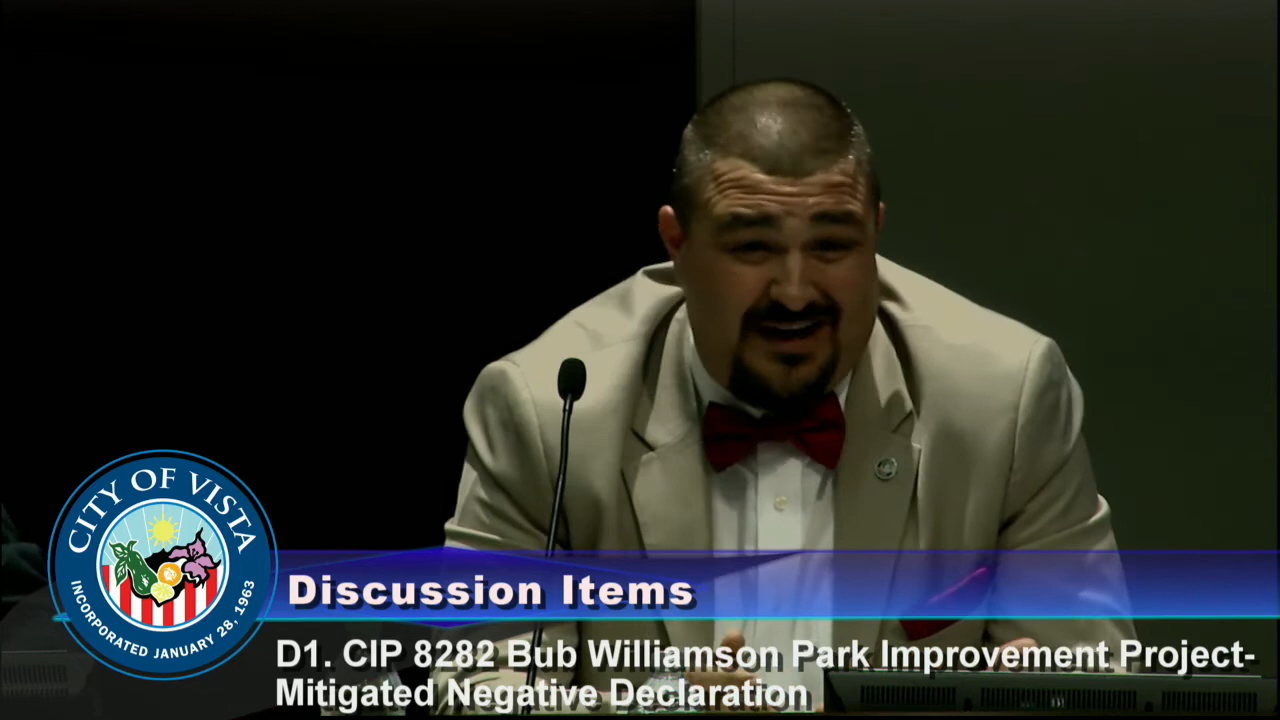 CITY OF VISTA
INCORPORATED JANUARY 28, 1963
Discussion Items
D1. CIP 8282 Bub Williamson Park Improvement Project-
Mitigated Negative Declaration